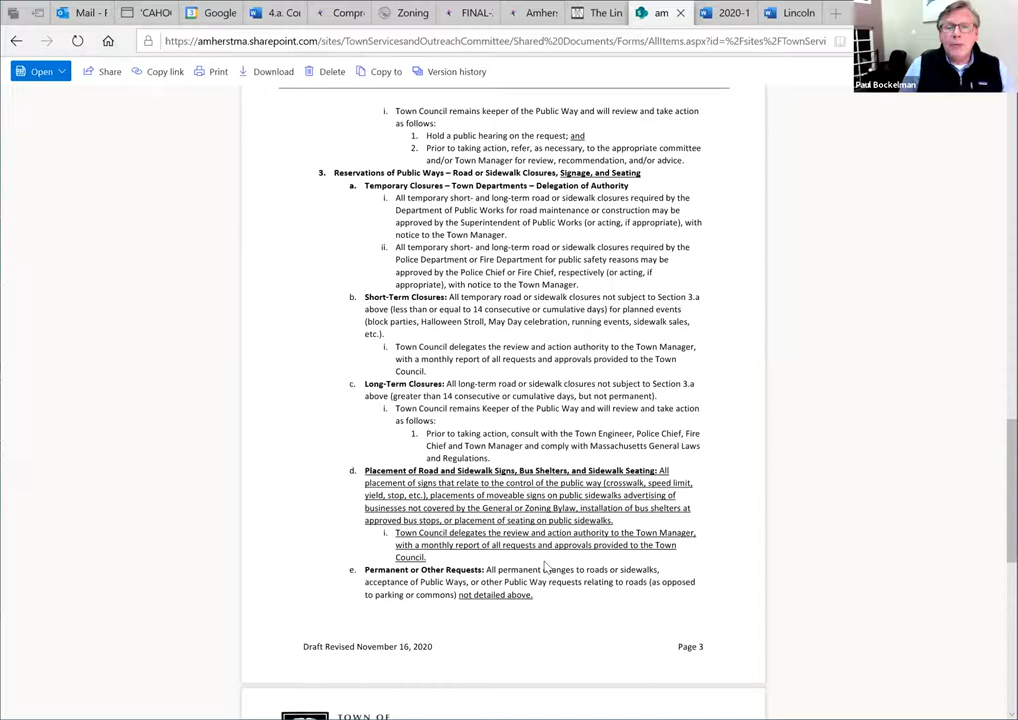 Mail - P
'CAHO
Google
4.a. Co
Compr
Zoning
FINAL-
Amhers
The Lin
am
2020-1
Lincoln
https://amherstma.sharepoint.com/sites/TownServicesandOutreachCommittee/Shared%20Documents/Forms/AllItems.aspx?id=%2Fsites%2FTownServi
Open
Share
Copy link
Print
Download
Delete
Copy to
Version history
Paul Bockelman
i. Town Council remains keeper of the Public Way and will review and take action
as follows:
1. Hold a public hearing on the request; and
2. Prior to taking action, refer, as necessary, to the appropriate committee
and/or Town Manager for review, recommendation, and/or advice.
3. Reservations of Public Ways – Road or Sidewalk Closures, Signage, and Seating
a. Temporary Closures – Town Departments – Delegation of Authority
i. All temporary short- and long-term road or sidewalk closures required by the
Department of Public Works for road maintenance or construction may be
approved by the Superintendent of Public Works (or acting, if appropriate), with
notice to the Town Manager.
ii. All temporary short- and long-term road or sidewalk closures required by the
Police Department or Fire Department for public safety reasons may be
approved by the Police Chief or Fire Chief, respectively (or acting, if
appropriate), with notice to the Town Manager.
b. Short-Term Closures: All temporary road or sidewalk closures not subject to Section 3.a
above (less than or equal to 14 consecutive or cumulative days) for planned events
(block parties, Halloween Stroll, May Day celebration, running events, sidewalk sales,
etc.).
i. Town Council delegates the review and action authority to the Town Manager,
with a monthly report of all requests and approvals provided to the Town
Council.
c. Long-Term Closures: All long-term road or sidewalk closures not subject to Section 3.a
above (greater than 14 consecutive or cumulative days, but not permanent).
i. Town Council remains Keeper of the Public Way and will review and take action
as follows:
1. Prior to taking action, consult with the Town Engineer, Police Chief, Fire
Chief and Town Manager and comply with Massachusetts General Laws
and Regulations.
d. Placement of Road and Sidewalk Signs, Bus Shelters, and Sidewalk Seating: All
placement of signs that relate to the control of the public way (crosswalk, speed limit,
yield, stop, etc.), placements of moveable signs on public sidewalks advertising of
businesses not covered by the General or Zoning Bylaw, installation of bus shelters at
approved bus stops, or placement of seating on public sidewalks.
i. Town Council delegates the review and action authority to the Town Manager,
with a monthly report of all requests and approvals provided to the Town
Council.
e. Permanent or Other Requests: All permanent changes to roads or sidewalks,
acceptance of Public Ways, or other Public Way requests relating to roads (as opposed
to parking or commons) not detailed above.
Draft Revised November 16, 2020
Page 3
TOWN OF